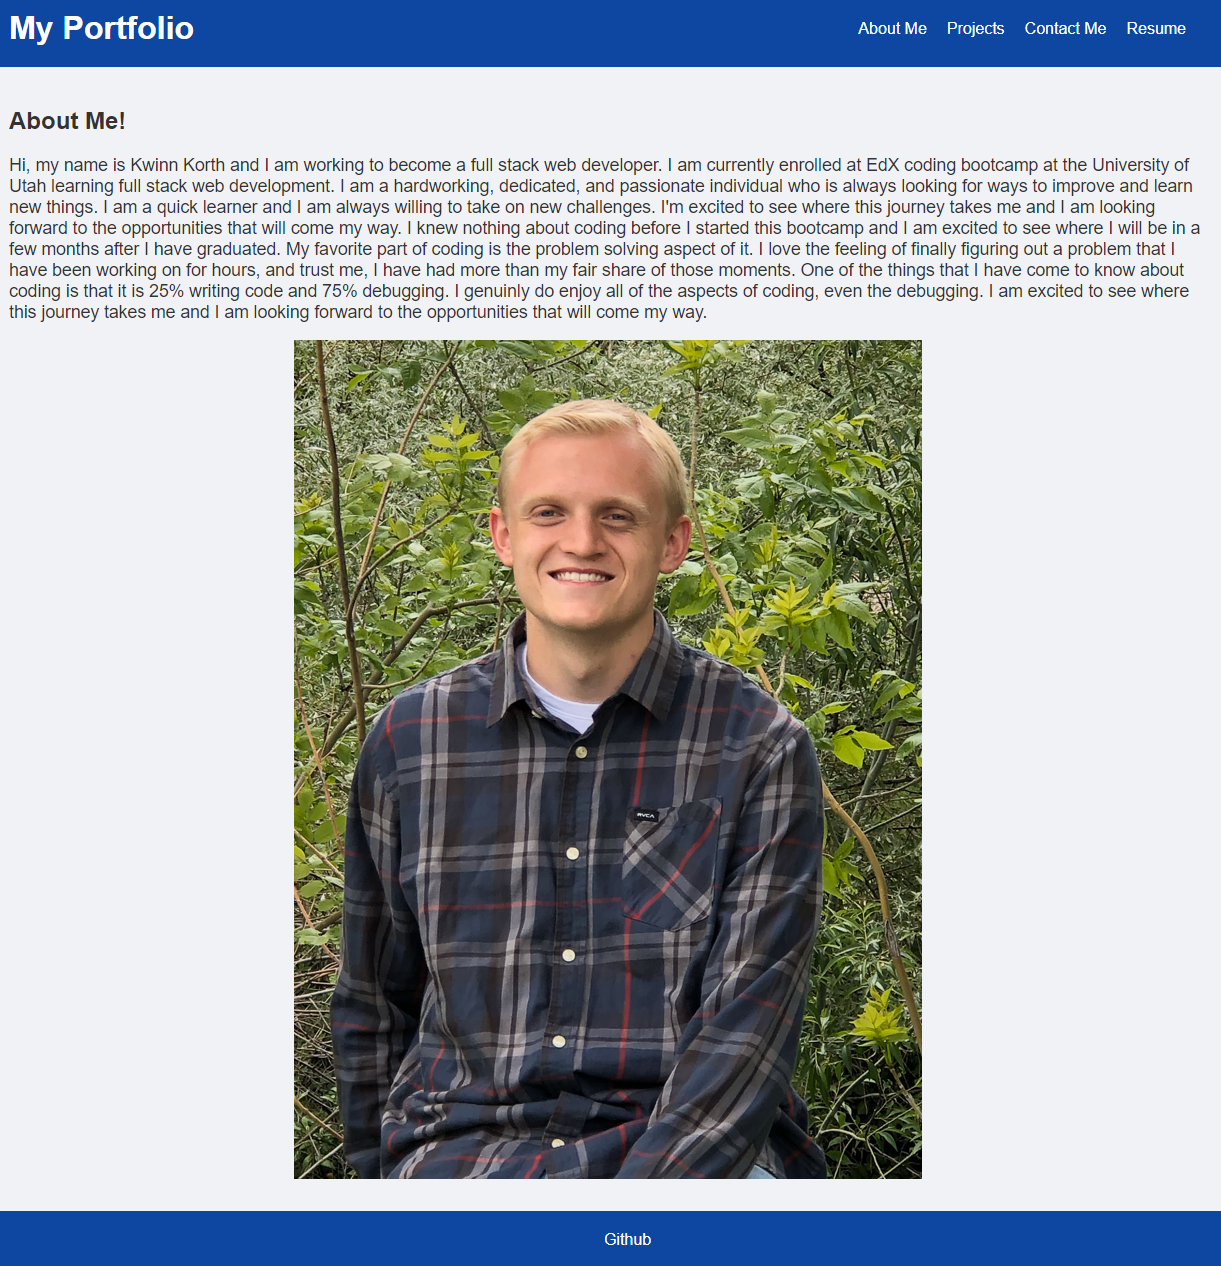 My Portfolio
About Me Projects Contact Me Resume
About Me!
Hi, my name is Kwinn Korth and I am working to become a full stack web developer. I am currently enrolled at EdX coding bootcamp at the University of
Utah learning full stack web development. I am a hardworking, dedicated, and passionate individual who is always looking for ways to improve and learn
new things. I am a quick learner and I am always willing to take on new challenges. I'm excited to see where this journey takes me and I am looking
forward to the opportunities that will come my way. I knew nothing about coding before I started this bootcamp and I am excited to see where I will be in a
few months after I have graduated. My favorite part of coding is the problem solving aspect of it. I love the feeling of finally figuring out a problem that I
have been working on for hours, and trust me, I have had more than my fair share of those moments. One of the things that I have come to know about
coding is that it is 25% writing code and 75% debugging. I genuinly do enjoy all of the aspects of coding, even the debugging. I am excited to see where
this journey takes me and I am looking forward to the opportunities that will come my way.
RVCA
Github